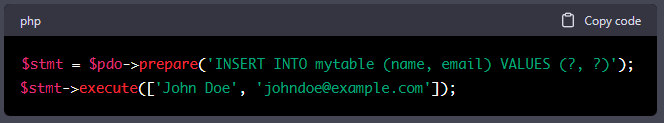 php Copy code
$stmt = $pdo->prepare('INSERT INTO mytable (name, email) VALUES (?, ?)');
$stmt->execute(['John Doe', 'johndoe@example.com']);